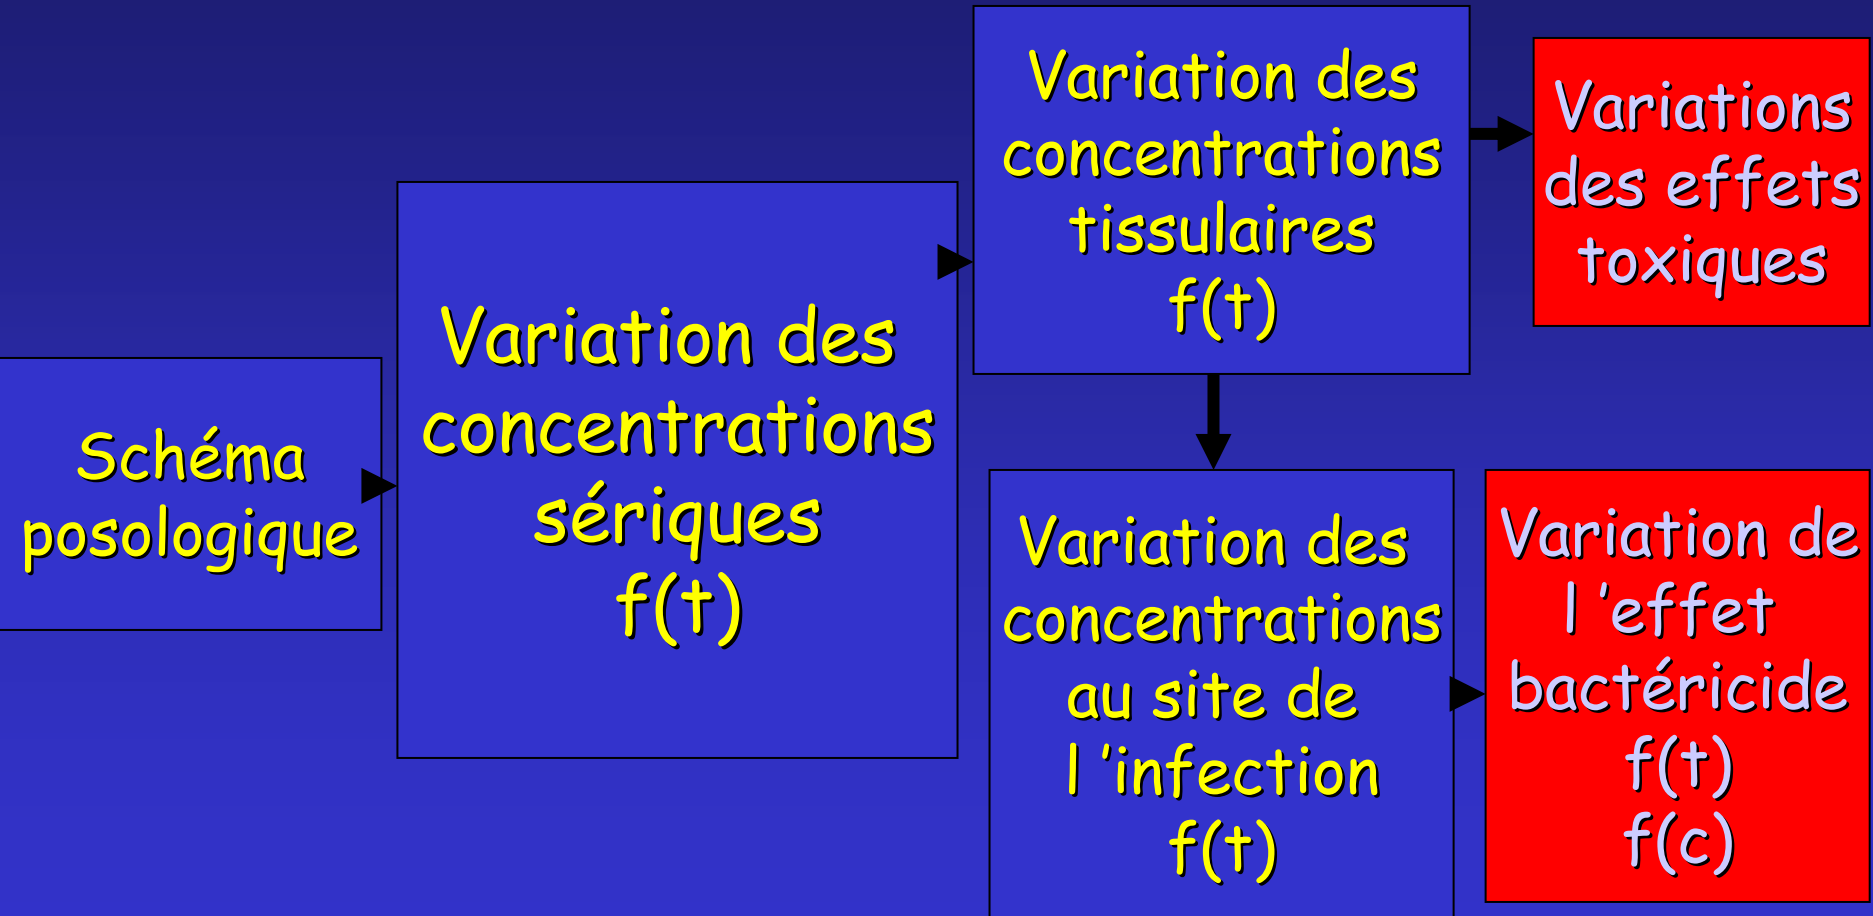 Schéma
posologique
Variation des
concentrations
sériques
f(t)
Variation des
concentrations
tissulaires
f(t)
Variations
des effets
toxiques
Variation des
concentrations
au site de
l ’infection
f(t)
Variation de
l ’effet
bactéricide
f(t)
f(c)